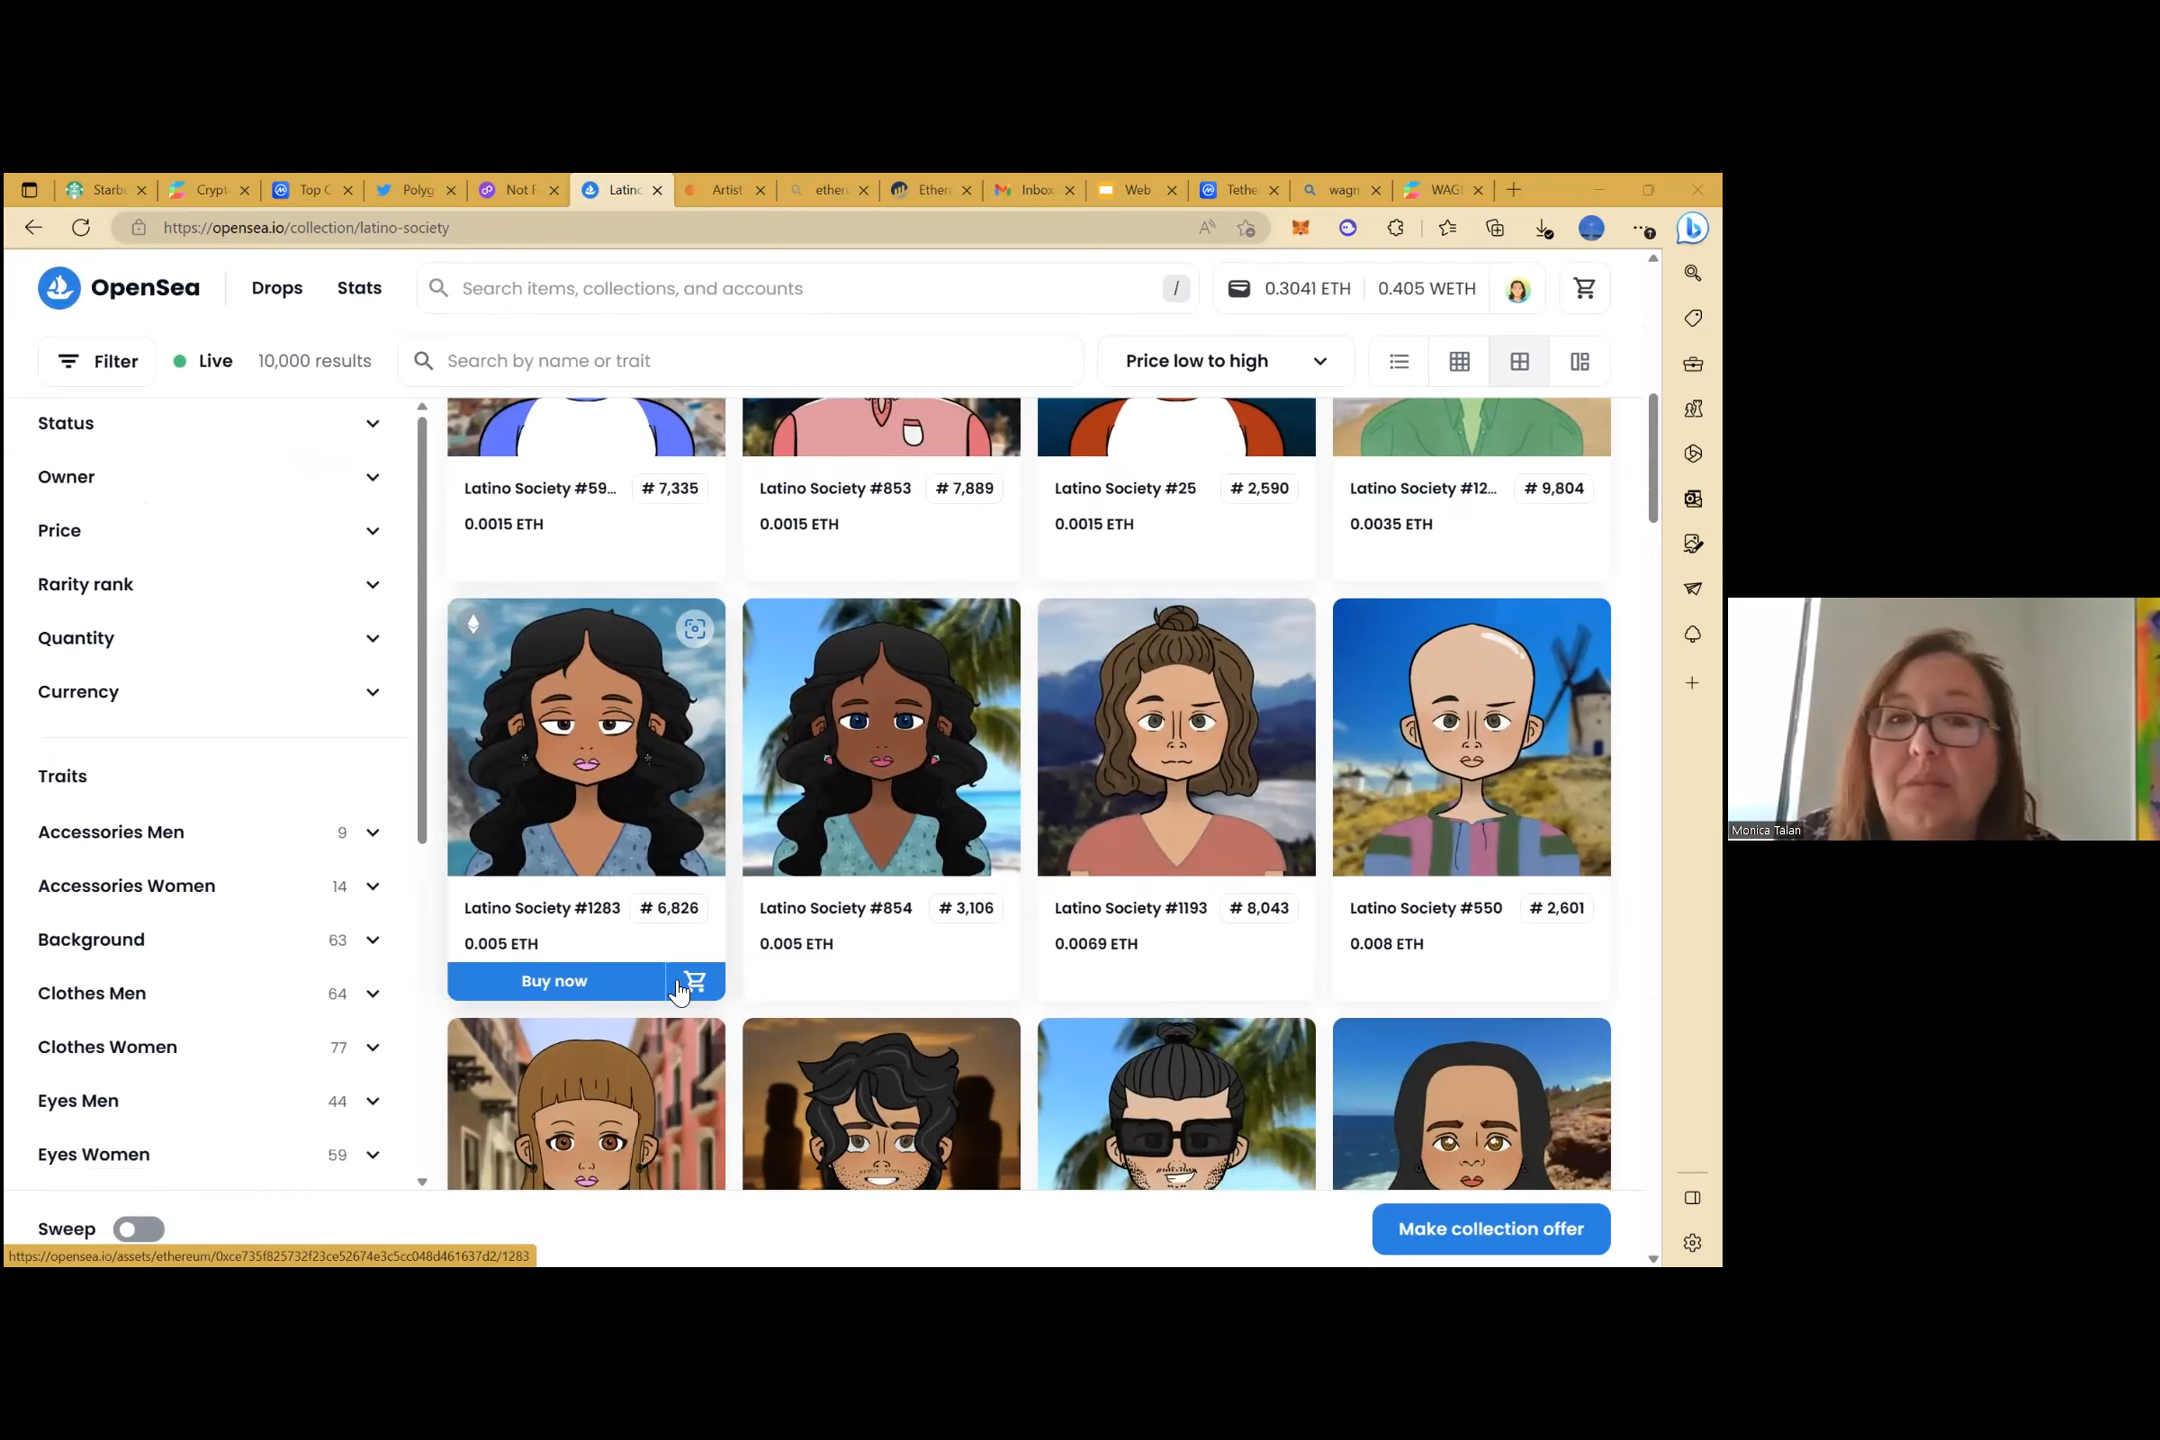 Starb
Crypt
Top C
Polyg
Not F
Latinc
Artist
ether
Ether
Inbox
Web
Tethe
wagm
WAG
https://opensea.io/collection/latino-society
OpenSea
Drops
Stats
Search items, collections, and accounts
/
0.3041 ETH
0.405 WETH
Filter
Live
10,000 results
Search by name or trait
Price low to high
Status
Owner
Price
Rarity rank
Quantity
Currency
Traits
Accessories Men 9
Accessories Women 14
Background 63
Clothes Men 64
Clothes Women 77
Eyes Men 44
Eyes Women 59
Latino Society #59... # 7,335
0.0015 ETH
Latino Society #853 # 7,889
0.0015 ETH
Latino Society #25 # 2,590
0.0015 ETH
Latino Society #12... # 9,804
0.0035 ETH
Latino Society #1283 # 6,826
0.005 ETH
Buy now
Latino Society #854 # 3,106
0.005 ETH
Latino Society #1193 # 8,043
0.0069 ETH
Latino Society #550 # 2,601
0.008 ETH
Sweep
Make collection offer
https://opensea.io/assets/ethereum/0xce735f825732f23ce52674e3c5cc048d461637d2/1283
Monica Talan